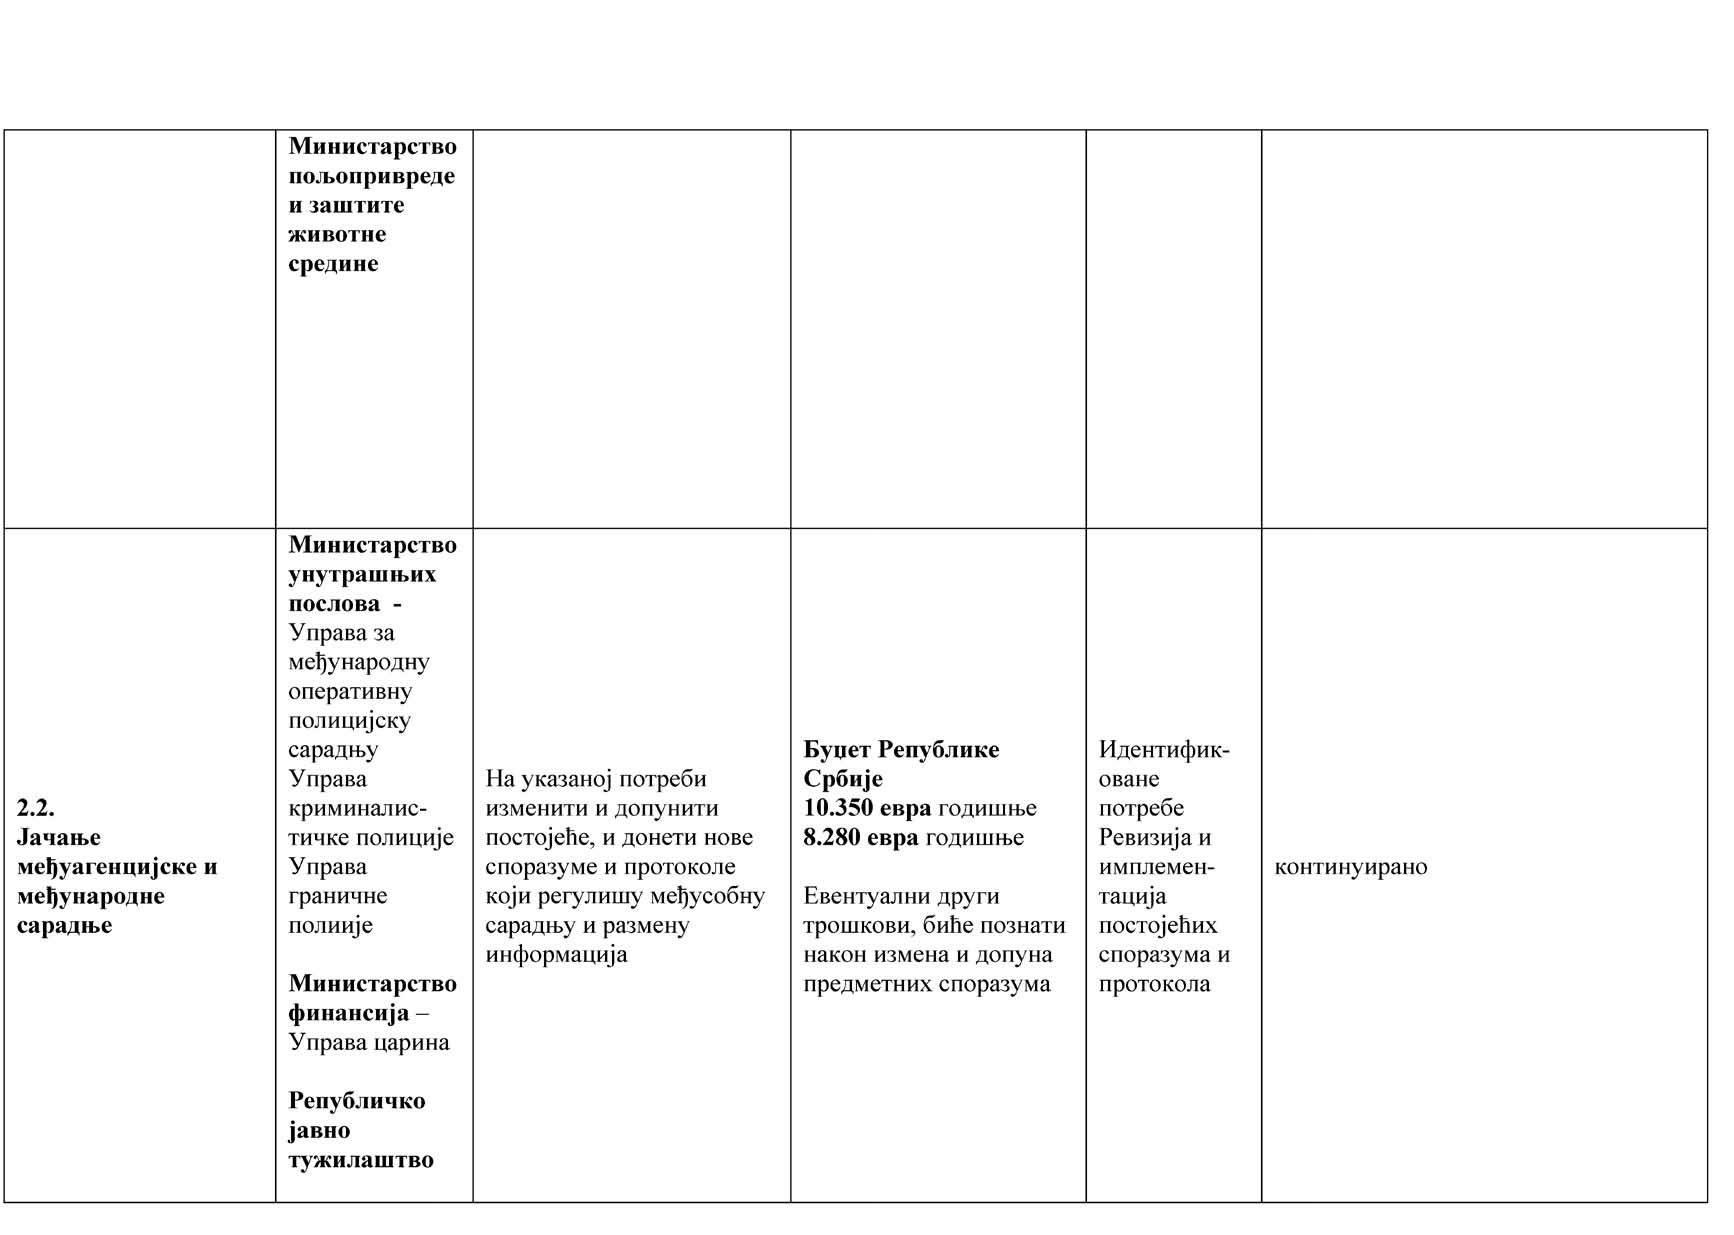 Министарство
пољопривреде
и заштите
животне
средине
2.2.
Јачање
међуагенцијске и
међународне
сарадње
Министарство
унутрашњих
послова  -
Управа за
међународну
оперативну
полицијску
сарадњу
Управа
криминалис-
тичке полиције
Управа
граничне
полиије
Министарство
финансија –
Управа царина
Републичко
јавно
тужилаштво
На указаној потреби
изменити и допунити
постојеће, и донети нове
споразуме и протоколе
који регулишу међусобну
сарадњу и размену
информација
Буџет Републике
Србије
10.350 евра годишње
8.280 евра годишње
Евентуални други
трошкови, биће познати
након измена и допуна
предметних споразума
Идентифик-
оване
потребе
Ревизија и
имплемен-
тација
постојећих
споразума и
протокола
континуирано